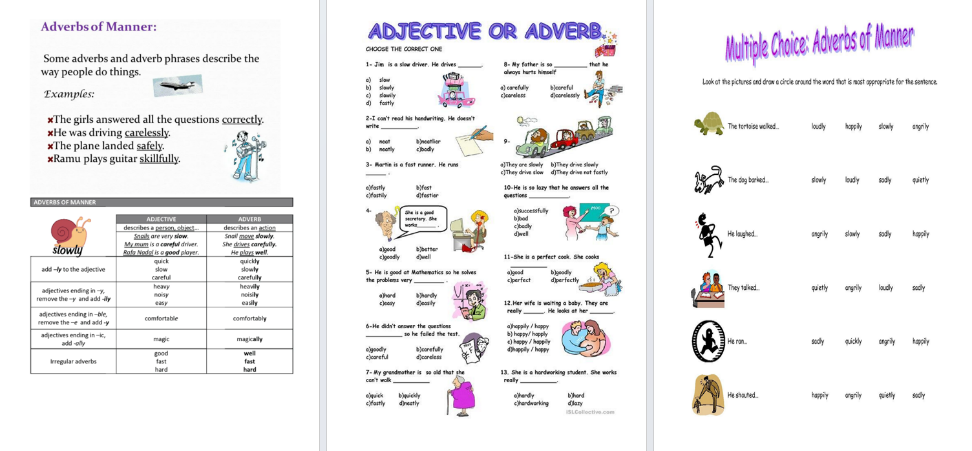 Adverbs of Manner:
Some adverbs and adverb phrases describe the
way people do things.
Examples:
The girls answered all the questions correctly.
He was driving carelessly.
The plane landed safely.
Ramu plays guitar skillfully.
ADVERBS OF MANNER
slowly
ADJECTIVE ADVERB
describes a person, object... describes an action
Snails are very slow. Snail move slowly.
My mum is a careful driver. She drives carefully.
Rafa Nadal is a good player. He plays well.
add -ly to the adjective
quick quickly
slow slowly
careful carefully
adjectives ending in -y,
remove the -y and add -ily
heavy heavily
noisy noisily
easy easily
adjectives ending in -ble,
remove the -e and add -y
comfortable comfortably
adjectives ending in -ic,
add -ally
magic magically
Irregular adverbs
good well
fast fast
hard hard
ADJECTIVE OR ADVERB
CHOOSE THE CORRECT ONE
1- Jim is a slow driver. He drives ______.
a) slow
b) slowly
c) slowily
d) fastly
2-I can't read his handwriting. He doesn't
write __________.
a) neat b)neatlier
b) neatly c)badly
3- Martin is a fast runner. He runs
______ .
a)fastly b)fast
c)fastily d)fastier
4-
She is a good
secretary. She
works_______ .
a)good b)better
c)goodly d)well
5- He is good at Mathematics so he solves
the problems very ________ .
a)hard b)hardly
c)easy d)easily
6-He didn't answer the questions
__________ so he failed the test.
a)goodly b)carefully
c)careful d)careless
7- My grandmother is so old that she
can't walk __________
a)quick b)quickly
c)fastly d)neatly
8- My father is so _________ that he
always hurts himself
a) carefully b)careful
c)careless d)carelessly
9-
a)They are slowly b)They drive slowly
c)They drive slow d)They drive not fastly
10-He is so lazy that he answers all the
questions __________.
a)successfully
b)bad
c)badly
d)well
11-She is a perfect cook. She cooks
__________
a)good b)goodly
c)perfect d)perfectly
12.Her wife is waiting a baby. They are
really ______. He looks at her _______.
a)happily / happy
b) happy/ happly
c) happy / happily
d)happily / happy
13. She is a hardworking student. She works
really __________.
a)hardly b)hard
c)hardworking d)lazy
iSLCollective.com
Multiple Choice: Adverbs of Manner
Look at the pictures and draw a circle around the word that is most appropriate for the sentence.
The tortoise walked... loudly happily slowly angrily
The dog barked... slowly loudly sadly quietly
He laughed... angrily slowly sadly happily
They talked... quietly angrily loudly sadly
He ran... sadly quickly angrily happily
He shouted... happily angrily quietly sadly